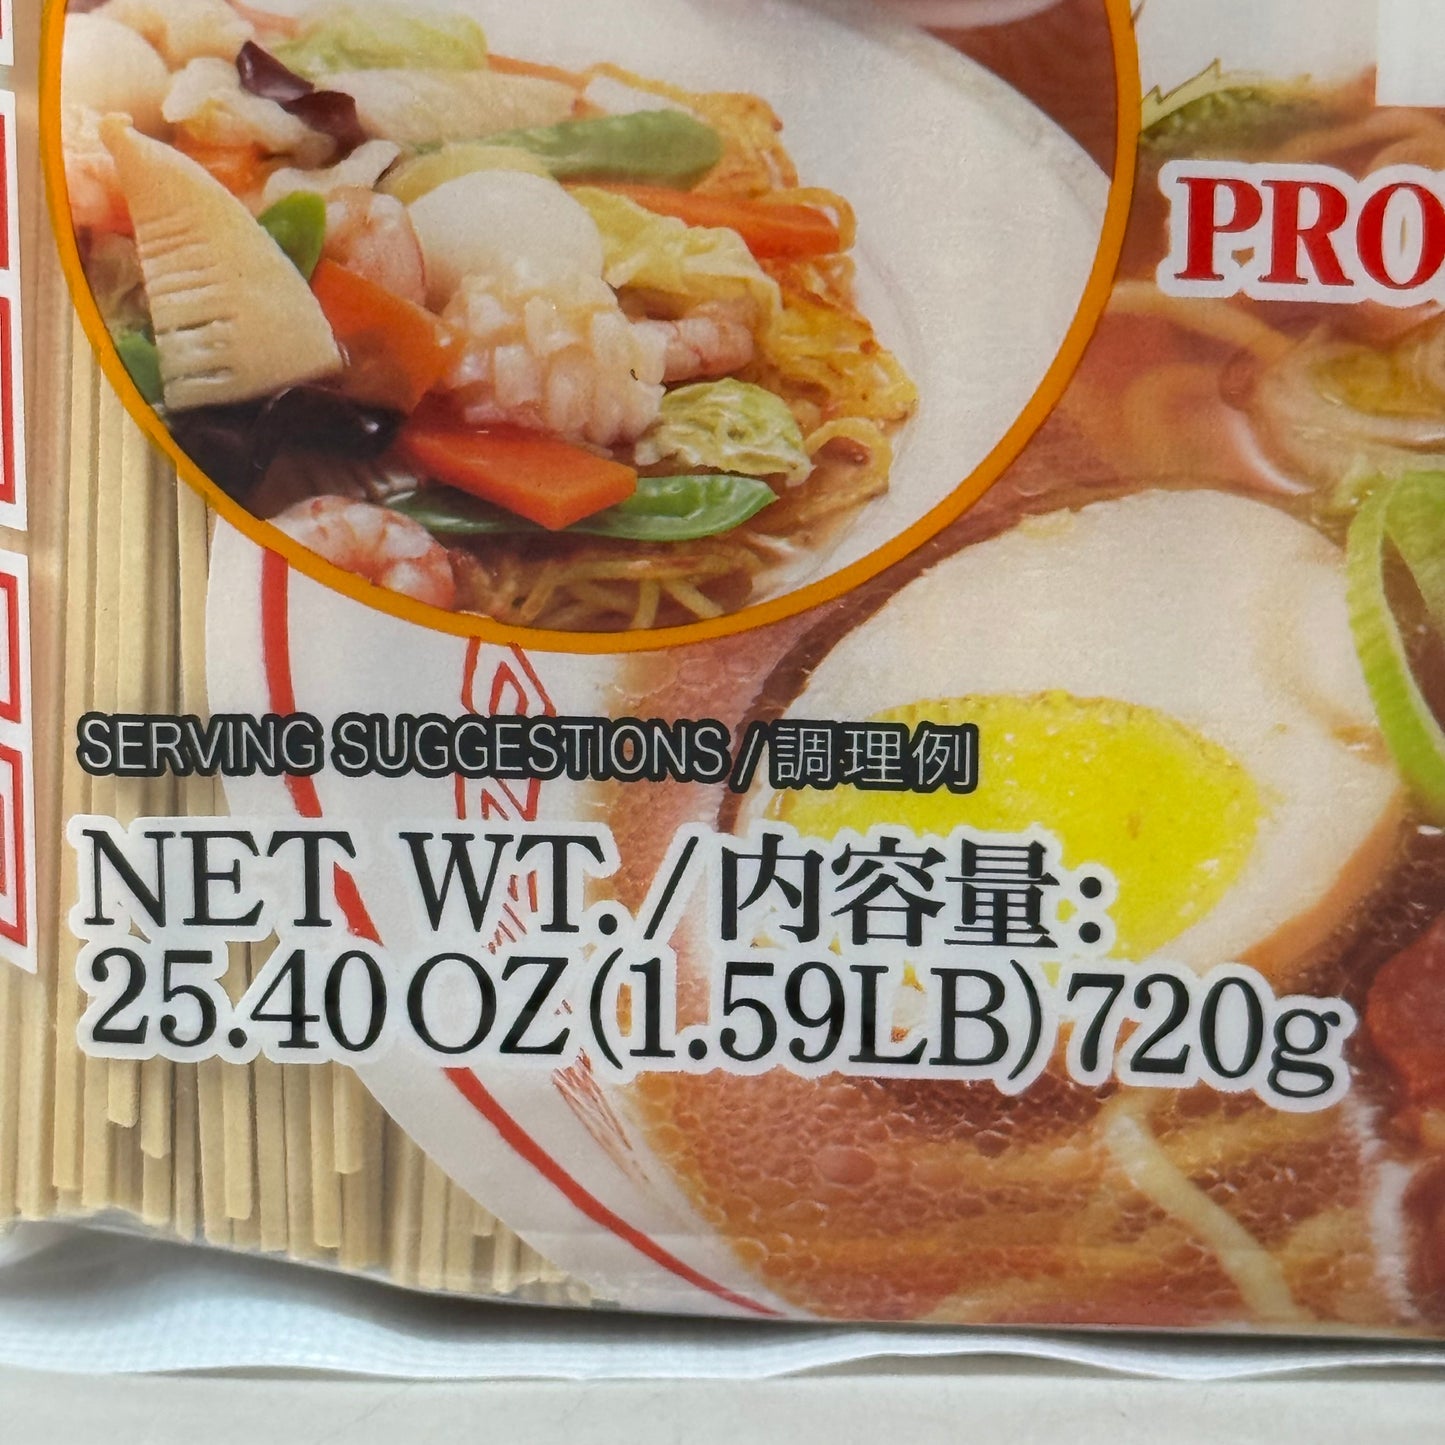 PRO
SERVING SUGGESTIONS/調理例
NET WT./内容量:
25.40 OZ(1.59LB)720g